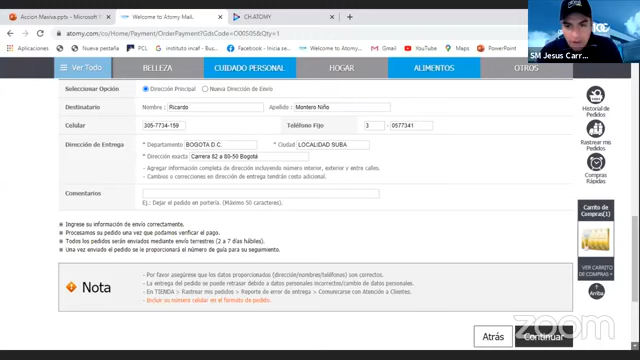 Accion Masiva.pptx - Microsoft
Welcome to Atomy Mail.
CH.ATOMY
atomy.com/co/Home/Payment/OrderPayment?GdsCode=O00505&Qty=1
Aplicaciones
Nueva pestaña
PCL
instituto incaf - Bu...
Facebook - Inicia se...
TRANSPORTE
WhatsApp
YouTube
PowerPoint
SM Jesus Carr...
Ver Todo
BELLEZA
CUIDADO PERSONAL
HOGAR
ALIMENTOS
OTROS
Seleccionar Opción
Dirección Principal
Nueva Dirección de Envío
Destinatario
* Nombre : Ricardo
* Apellido : Montero Niño
Celular
305-7734-159
Teléfono Fijo
3 - 0577341
Dirección de Entrega
* Departamento BOGOTA D.C.
* Ciudad LOCALIDAD SUBA
* Dirección exacta Carrera 82 a 80-50 Bogotá
- Agregar información completa de dirección incluyendo número interior, exterior y entre calles.
- Cambios o correcciones en dirección de entrega tendrán costo adicional.
Comentarios
Ej.: Dejar el pedido en portería. (Máximo 50 caracteres).
Ingrese su información de envío correctamente.
Procesamos su pedido una vez que podamos verificar el pago.
Todos los pedidos serán enviados mediante envío terrestres (2 a 7 días hábiles).
Una vez enviado el pedido se le proporcionará el número de guía para su seguimiento.
Nota
- Por favor asegúrense que los datos proporcionados (dirección/nombres/teléfonos) son correctos.
- La entrega del pedido se puede retrasar debido a datos personales incorrectos/cambio de datos personales.
- En TIENDA > Rastrear mis pedidos > Reporte de error de entrega > Comunicarse con Atención a Clientes.
- Incluir su número celular en el formato de pedido.
Atrás
Continuar
Historial de
Pedidos
Rastrear mis
Pedidos
Compras
Rápidas
Carrito de
Compras(1)
VER CARRITO
DE COMPRAS +
Arriba
zoom